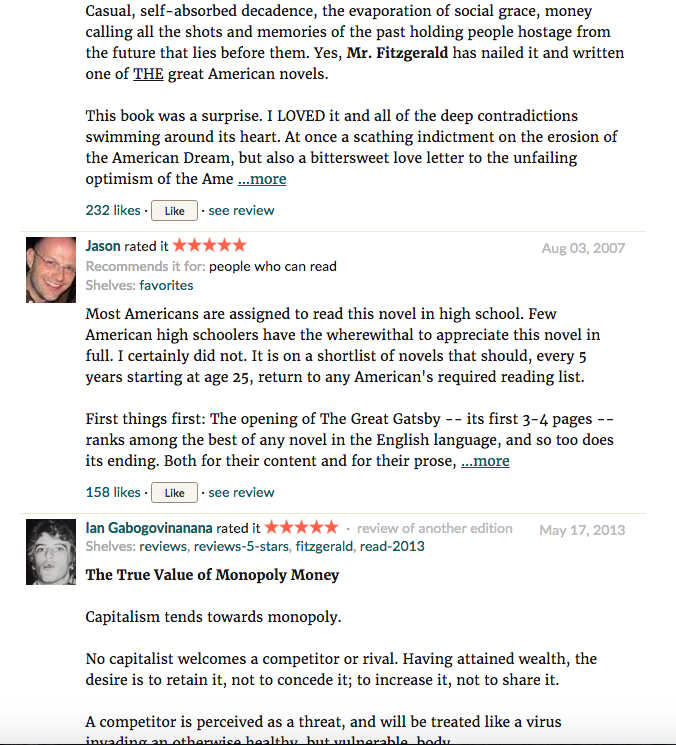 Casual, self-absorbed decadence, the evaporation of social grace, money
calling all the shots and memories of the past holding people hostage from
the future that lies before them. Yes, Mr. Fitzgerald has nailed it and written
one of THE great American novels.
This book was a surprise. I LOVED it and all of the deep contradictions
swimming around its heart. At once a scathing indictment on the erosion of
the American Dream, but also a bittersweet love letter to the unfailing
optimism of the Ame ...more
232 likes · Like · see review
Jason rated it ★★★★★ Aug 03, 2007
Recommends it for: people who can read
Shelves: favorites
Most Americans are assigned to read this novel in high school. Few
American high schoolers have the wherewithal to appreciate this novel in
full. I certainly did not. It is on a shortlist of novels that should, every 5
years starting at age 25, return to any American's required reading list.
First things first: The opening of The Great Gatsby -- its first 3-4 pages --
ranks among the best of any novel in the English language, and so too does
its ending. Both for their content and for their prose, ...more
158 likes · Like · see review
Ian Gabogovinanana rated it ★★★★★ · review of another edition May 17, 2013
Shelves: reviews, reviews-5-stars, fitzgerald, read-2013
The True Value of Monopoly Money
Capitalism tends towards monopoly.
No capitalist welcomes a competitor or rival. Having attained wealth, the
desire is to retain it, not to concede it; to increase it, not to share it.
A competitor is perceived as a threat, and will be treated like a virus
invading an otherwise healthy, but vulnerable, body.